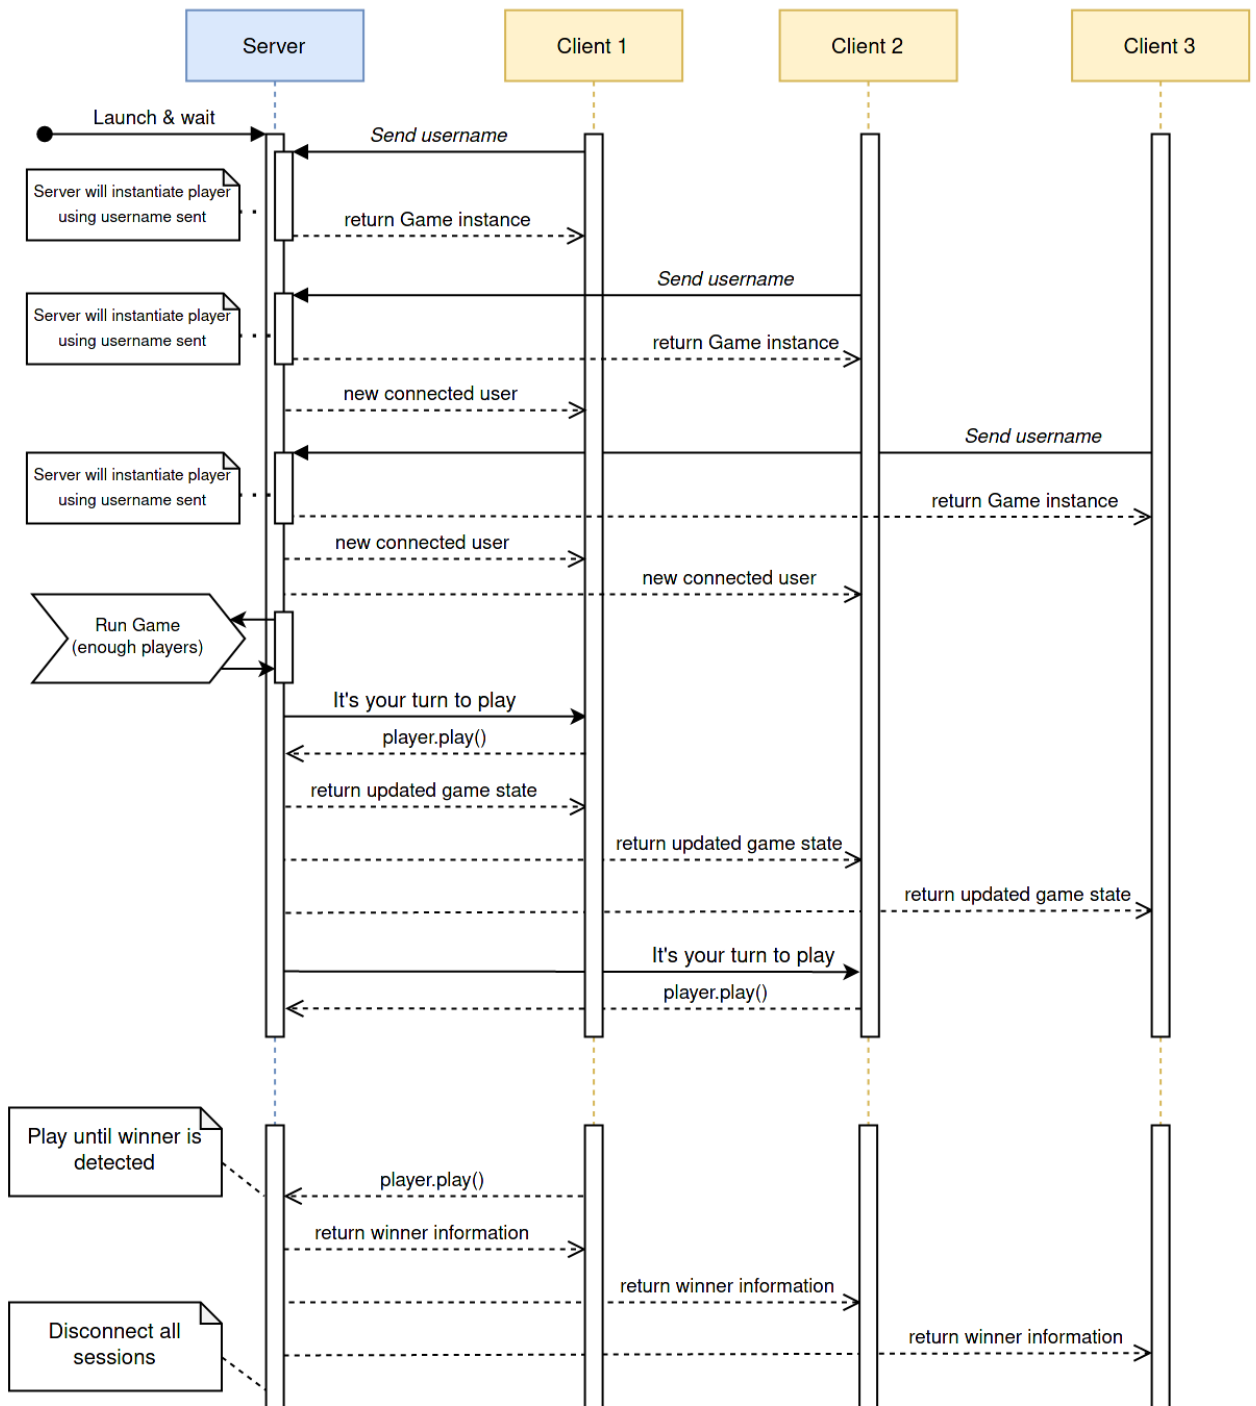 Server
Client 1
Client 2
Client 3
Launch & wait
Send username
Server will instantiate player
using username sent
return Game instance
Send username
Server will instantiate player
using username sent
return Game instance
new connected user
Send username
Server will instantiate player
using username sent
return Game instance
new connected user
new connected user
Run Game
(enough players)
It's your turn to play
player.play()
return updated game state
return updated game state
return updated game state
It's your turn to play
player.play()
Play until winner is
detected
player.play()
return winner information
return winner information
Disconnect all
sessions
return winner information